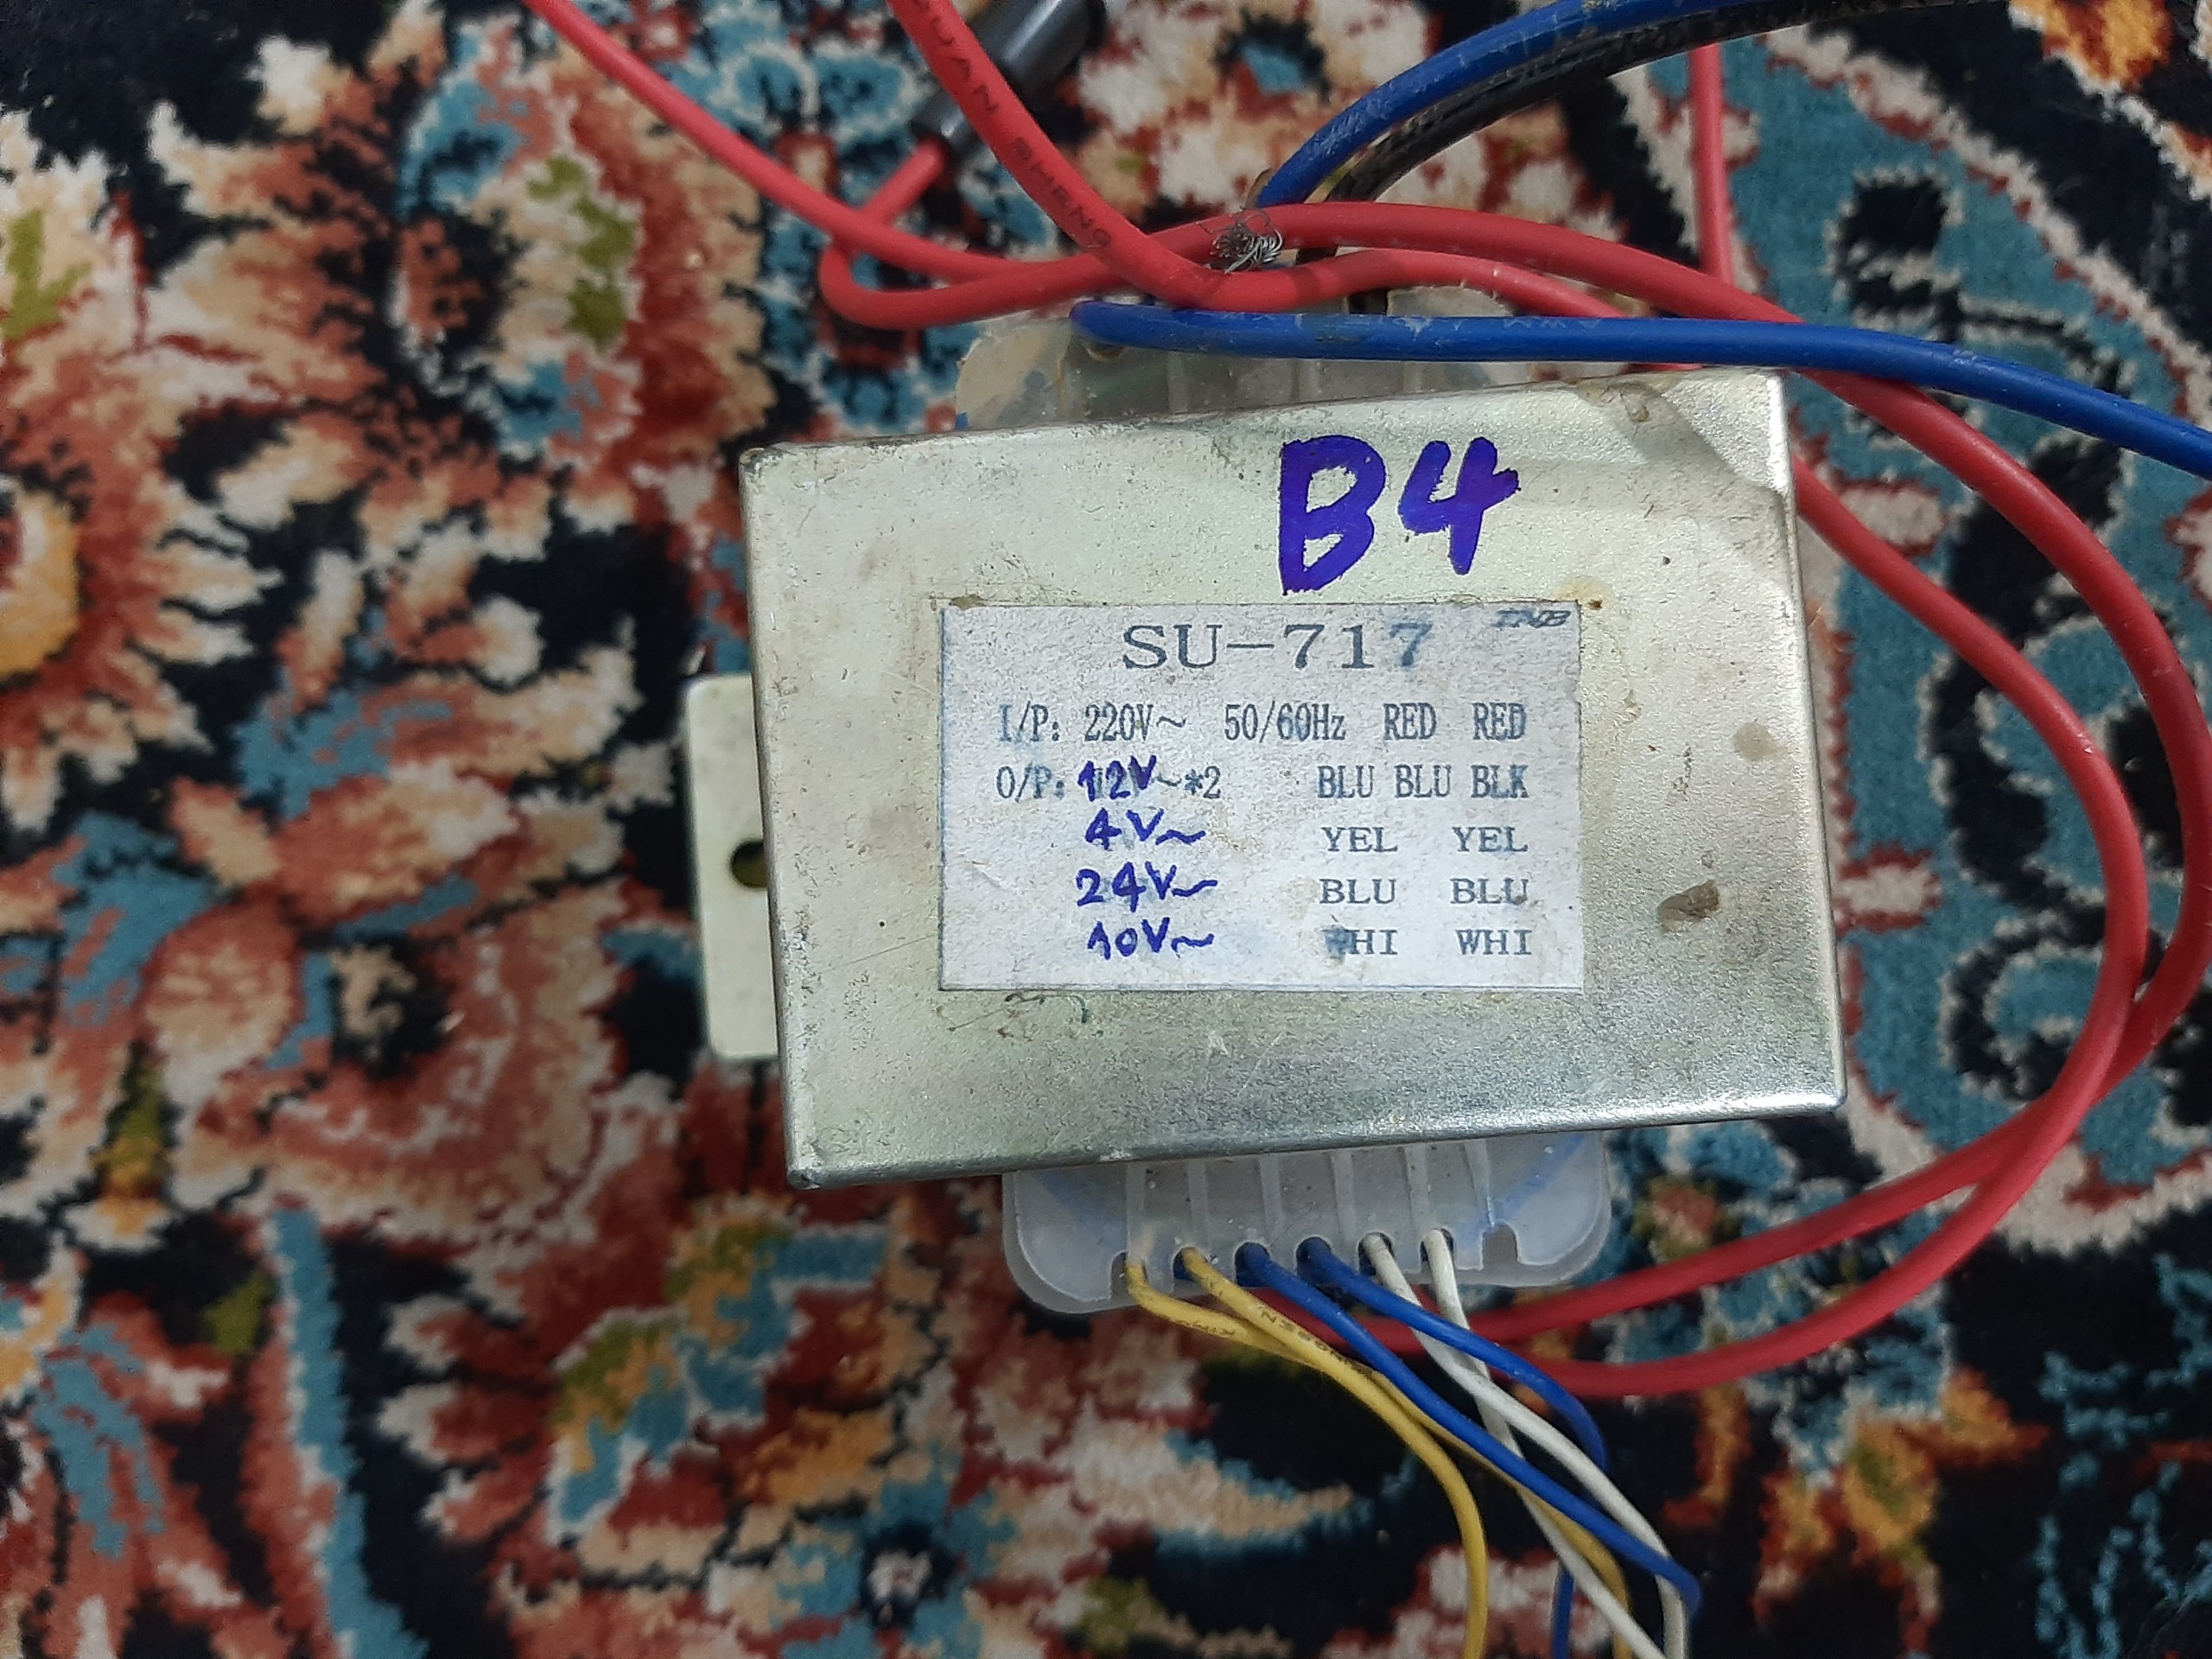 B4
SU-717
I/P: 220V~ 50/60Hz RED RED
O/P: 12V~*2 BLU BLU BLK
4V~ YEL YEL
24V~ BLU BLU
10V~ WHI WHI